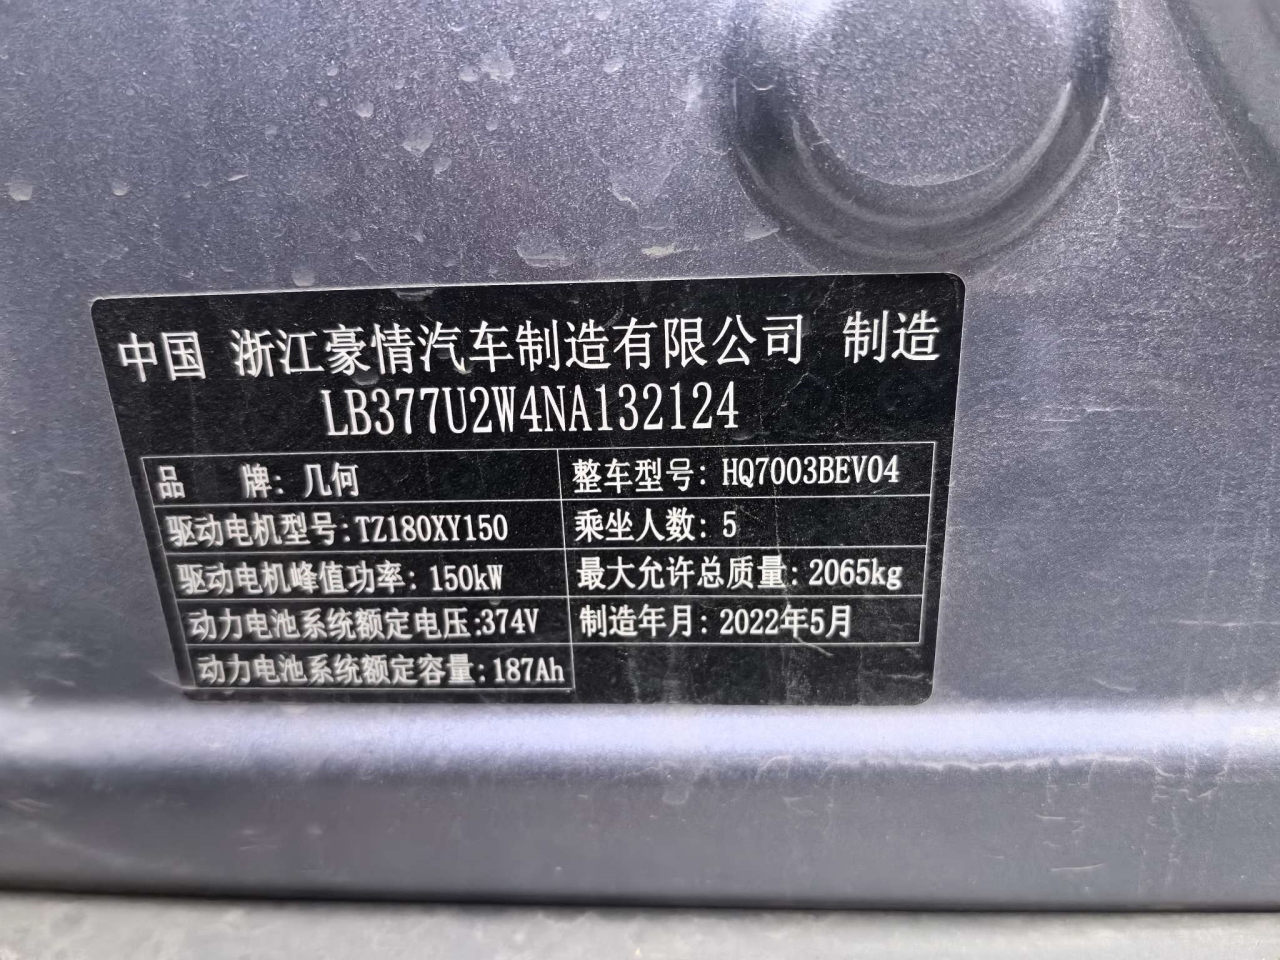 中国 浙江豪情汽车制造有限公司 制造
LB377U2W4NA132124
品 牌: 几何 整车型号: HQ7003BEV04
驱动电机型号:TZ180XY150 乘坐人数: 5
驱动电机峰值功率: 150kW 最大允许总质量: 2065kg
动力电池系统额定电压:374V 制造年月: 2022年5月
动力电池系统额定容量:187Ah